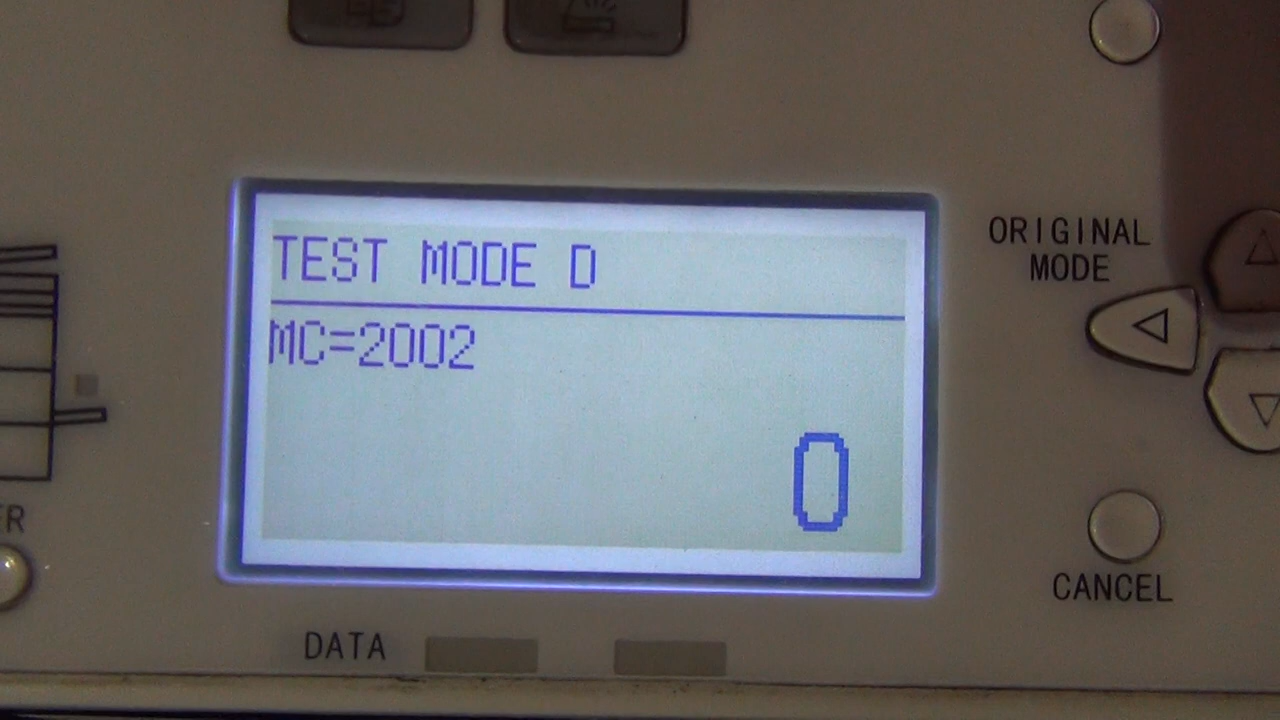 TEST MODE D
MC=2002
0
ORIGINAL
MODE
CANCEL
DATA